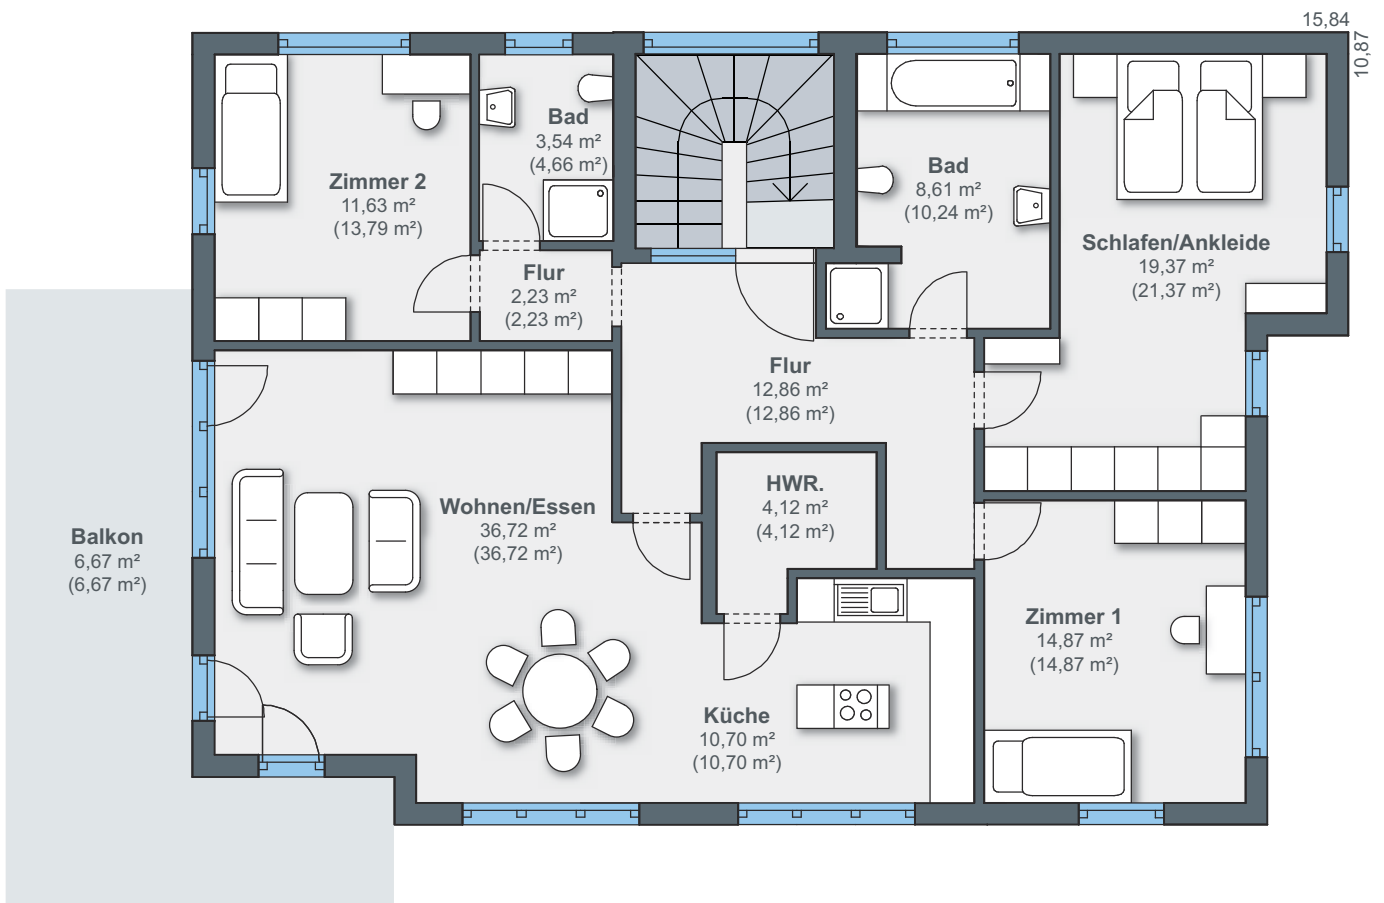 15,84
10,87
Bad
3,54 m²
(4,66 m²)
Zimmer 2
11,63 m²
(13,79 m²)
Bad
8,61 m²
(10,24 m²)
Schlafen/Ankleide
19,37 m²
(21,37 m²)
Flur
2,23 m²
(2,23 m²)
Flur
12,86 m²
(12,86 m²)
HWR.
4,12 m²
(4,12 m²)
Wohnen/Essen
36,72 m²
(36,72 m²)
Balkon
6,67 m²
(6,67 m²)
Zimmer 1
14,87 m²
(14,87 m²)
Küche
10,70 m²
(10,70 m²)